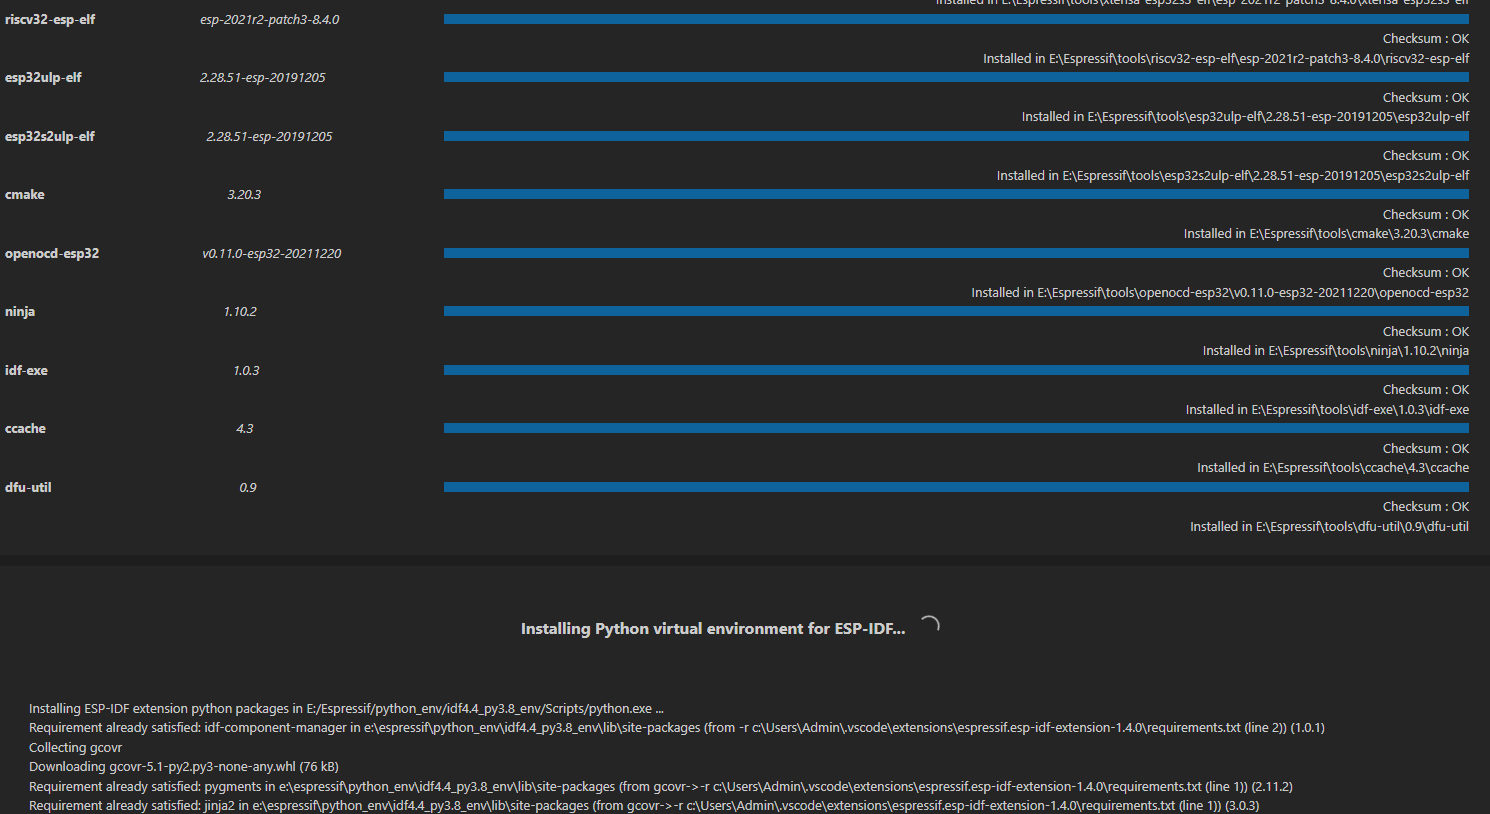 Installed in E:\Espressif\tools\xtensa-esp32s3-elf\esp-2021r2-patch3-8.4.0\xtensa-esp32s3-elf
riscv32-esp-elf esp-2021r2-patch3-8.4.0
Checksum : OK
Installed in E:\Espressif\tools\riscv32-esp-elf\esp-2021r2-patch3-8.4.0\riscv32-esp-elf
esp32ulp-elf 2.28.51-esp-20191205
Checksum : OK
Installed in E:\Espressif\tools\esp32ulp-elf\2.28.51-esp-20191205\esp32ulp-elf
esp32s2ulp-elf 2.28.51-esp-20191205
Checksum : OK
Installed in E:\Espressif\tools\esp32s2ulp-elf\2.28.51-esp-20191205\esp32s2ulp-elf
cmake 3.20.3
Checksum : OK
Installed in E:\Espressif\tools\cmake\3.20.3\cmake
openocd-esp32 v0.11.0-esp32-20211220
Checksum : OK
Installed in E:\Espressif\tools\openocd-esp32\v0.11.0-esp32-20211220\openocd-esp32
ninja 1.10.2
Checksum : OK
Installed in E:\Espressif\tools\ninja\1.10.2\ninja
idf-exe 1.0.3
Checksum : OK
Installed in E:\Espressif\tools\idf-exe\1.0.3\idf-exe
ccache 4.3
Checksum : OK
Installed in E:\Espressif\tools\ccache\4.3\ccache
dfu-util 0.9
Checksum : OK
Installed in E:\Espressif\tools\dfu-util\0.9\dfu-util
Installing Python virtual environment for ESP-IDF...
Installing ESP-IDF extension python packages in E:/Espressif/python_env/idf4.4_py3.8_env/Scripts/python.exe ...
Requirement already satisfied: idf-component-manager in e:\espressif\python_env\idf4.4_py3.8_env\lib\site-packages (from -r c:\Users\Admin\.vscode\extensions\espressif.esp-idf-extension-1.4.0\requirements.txt (line 2)) (1.0.1)
Collecting gcovr
Downloading gcovr-5.1-py2.py3-none-any.whl (76 kB)
Requirement already satisfied: pygments in e:\espressif\python_env\idf4.4_py3.8_env\lib\site-packages (from gcovr->-r c:\Users\Admin\.vscode\extensions\espressif.esp-idf-extension-1.4.0\requirements.txt (line 1)) (2.11.2)
Requirement already satisfied: jinja2 in e:\espressif\python_env\idf4.4_py3.8_env\lib\site-packages (from gcovr->-r c:\Users\Admin\.vscode\extensions\espressif.esp-idf-extension-1.4.0\requirements.txt (line 1)) (3.0.3)